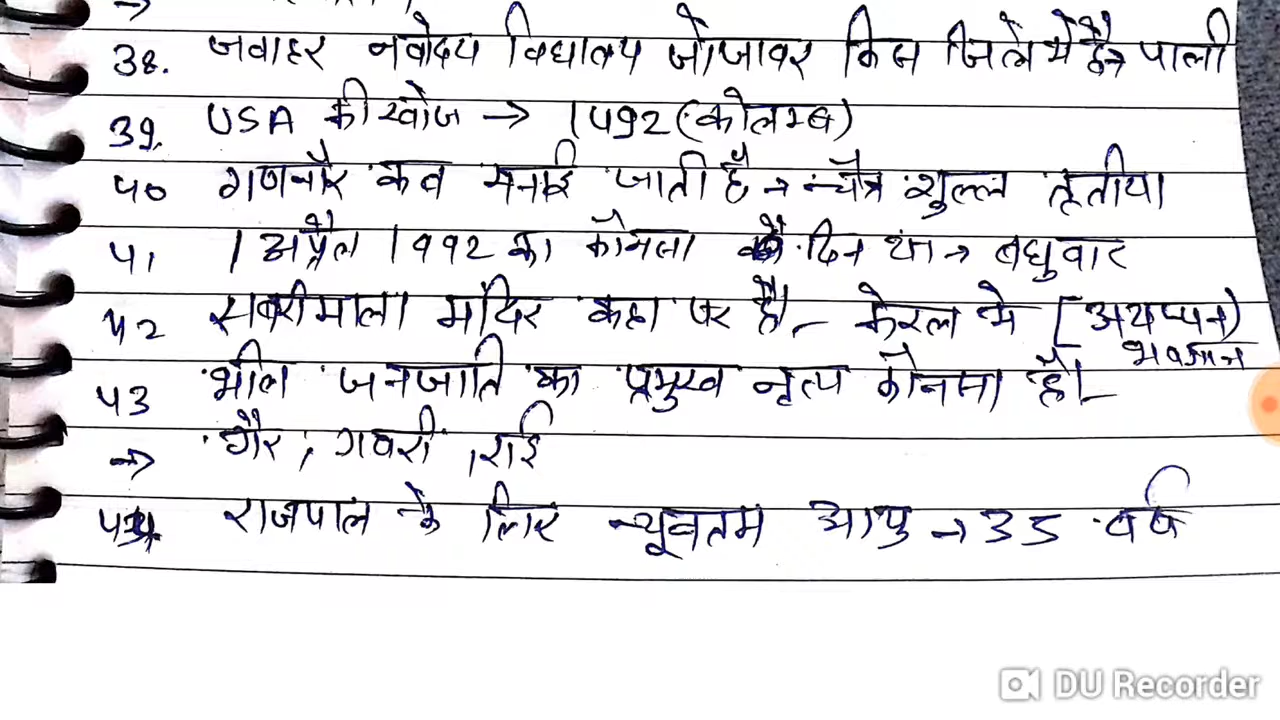 →
38. जवाहर नवोदय विधालय जोजावर किस जिले मे है→ पाली
39. USA की खोज → 1492 (कोलम्ब)
40 गणगौर कब मनाई जाती है → चैत्र शुल्ल तृतीया
41 1 अप्रैल 1992 का कौनसा दिन था → बधुवार
42 सबरीमाला मंदिर कहा पर है।- केरल मे [अयप्पन)
भगवान
43 भील जनजाति का प्रमुख नृत्य कोनसा है।-
→ गैर, गवरी, राई
44 राजपाल के लिए न्यूनतम आयु → 35 वर्ष
DU Recorder